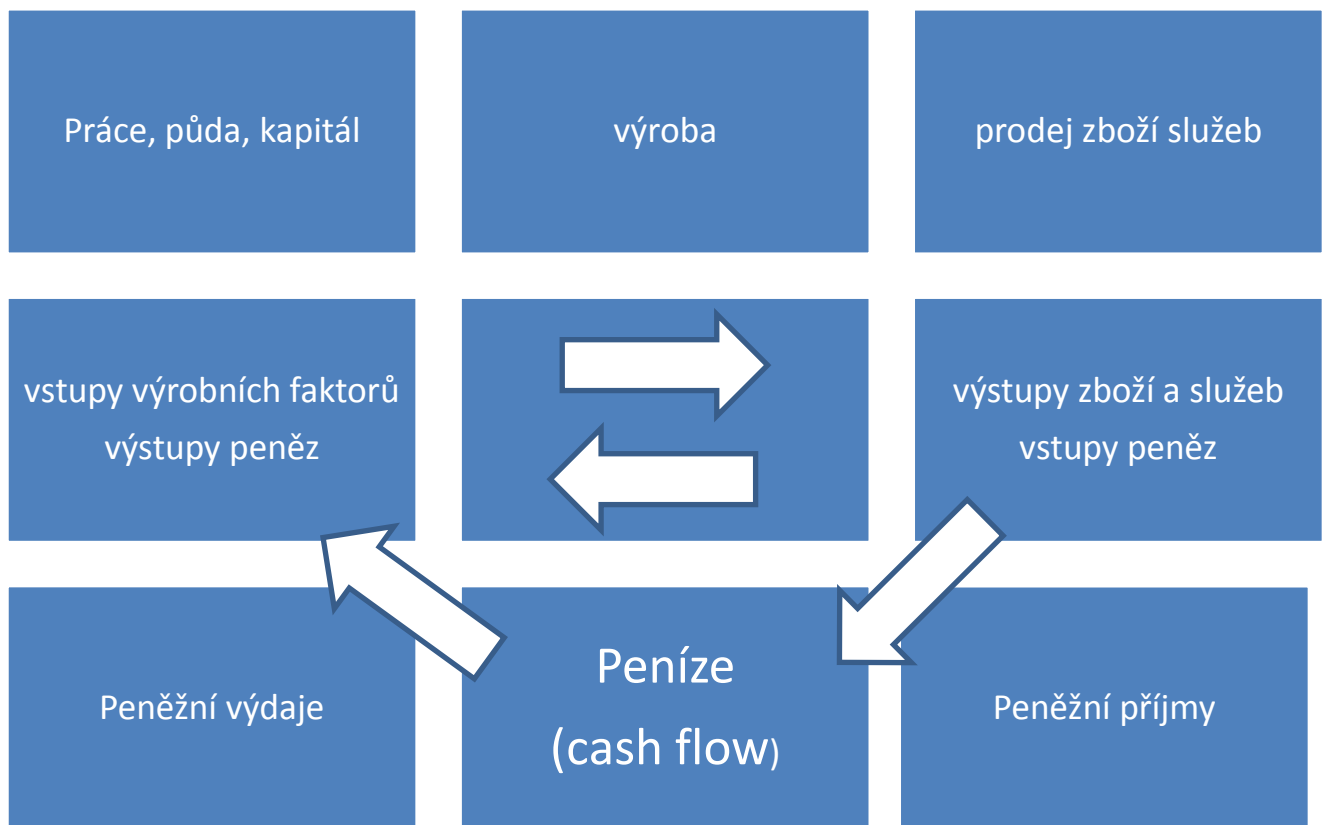 Práce, půda, kapitál
výroba
prodej zboží služeb
vstupy výrobních faktorů
výstupy peněz
výstupy zboží a služeb
vstupy peněz
Peněžní výdaje
Peníze
(cash flow)
Peněžní příjmy